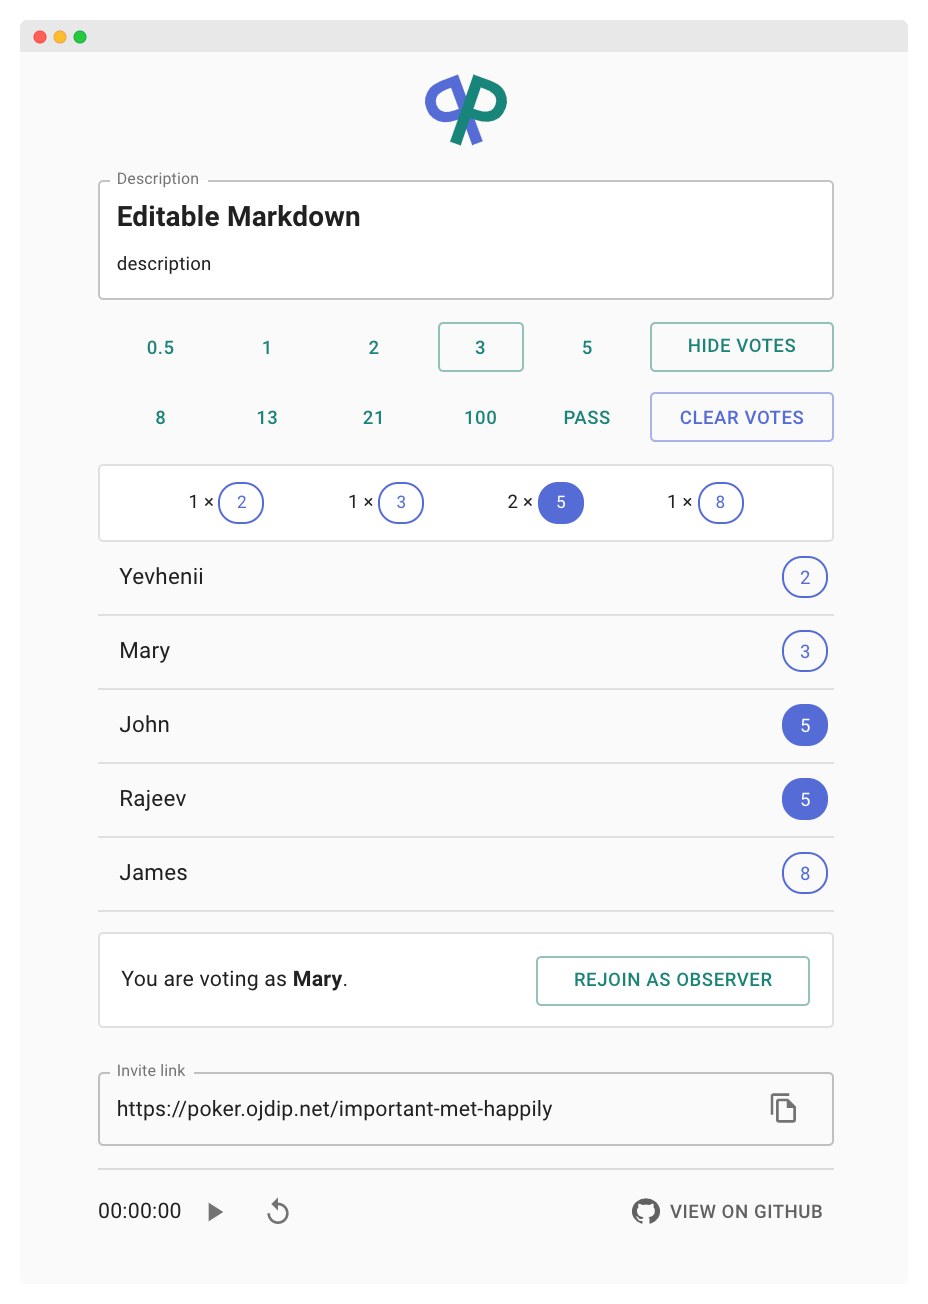 Description
Editable Markdown
description
0.5 1 2 3 5 HIDE VOTES
8 13 21 100 PASS CLEAR VOTES
1 × 2 1 × 3 2 × 5 1 × 8
Yevhenii 2
Mary 3
John 5
Rajeev 5
James 8
You are voting as Mary. REJOIN AS OBSERVER
Invite link
https://poker.ojdip.net/important-met-happily
00:00:00 VIEW ON GITHUB